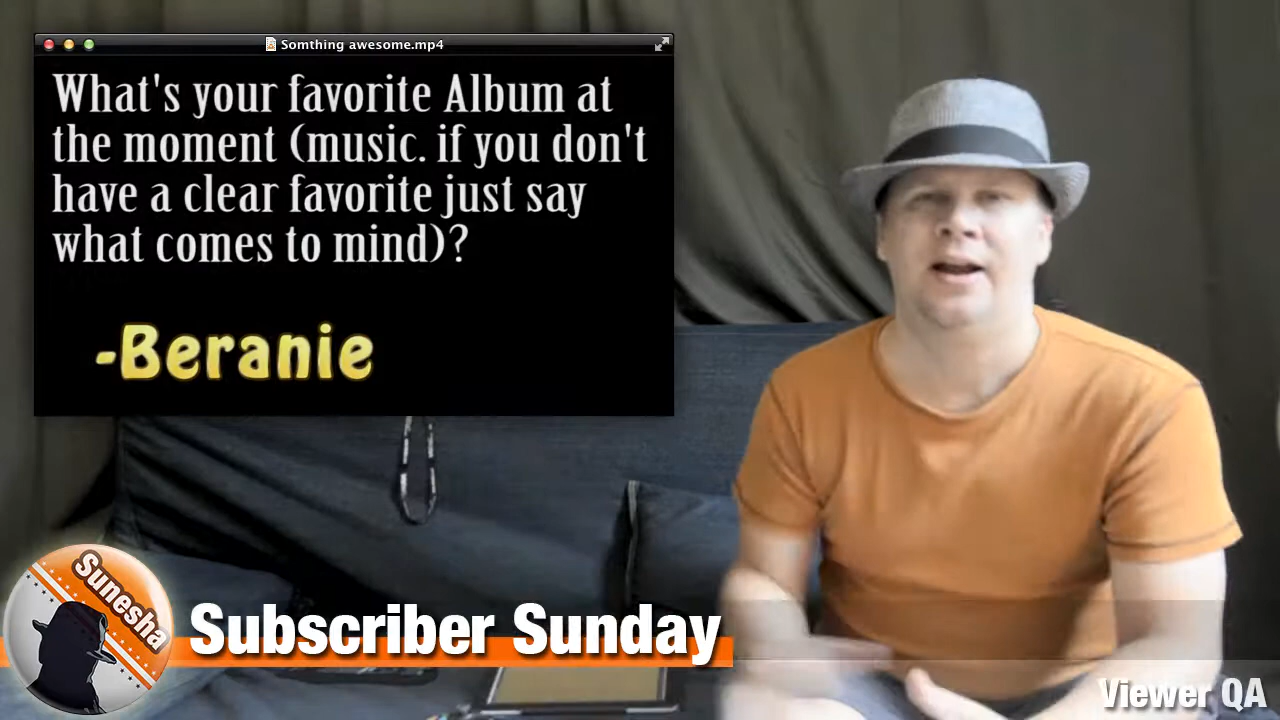 Somthing awesome.mp4
What's your favorite Album at
the moment (music. if you don't
have a clear favorite just say
what comes to mind)?
-Beranie
Sunesha
Subscriber Sunday
Viewer QA